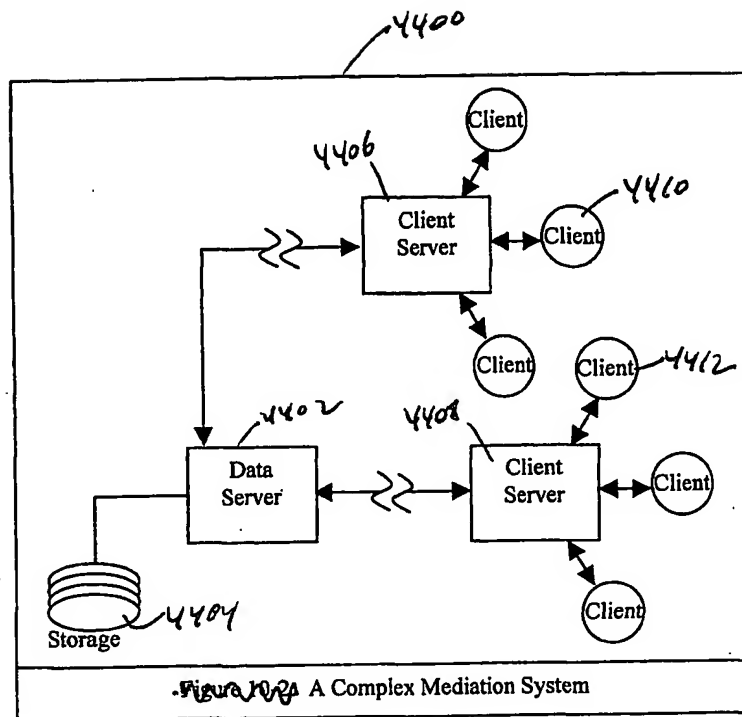 4400
Client
4406
Client
Server
4410
Client
Client
Client
4412
4402
4408
Data
Server
Client
Server
Client
Client
Storage
4404
A Complex Mediation System